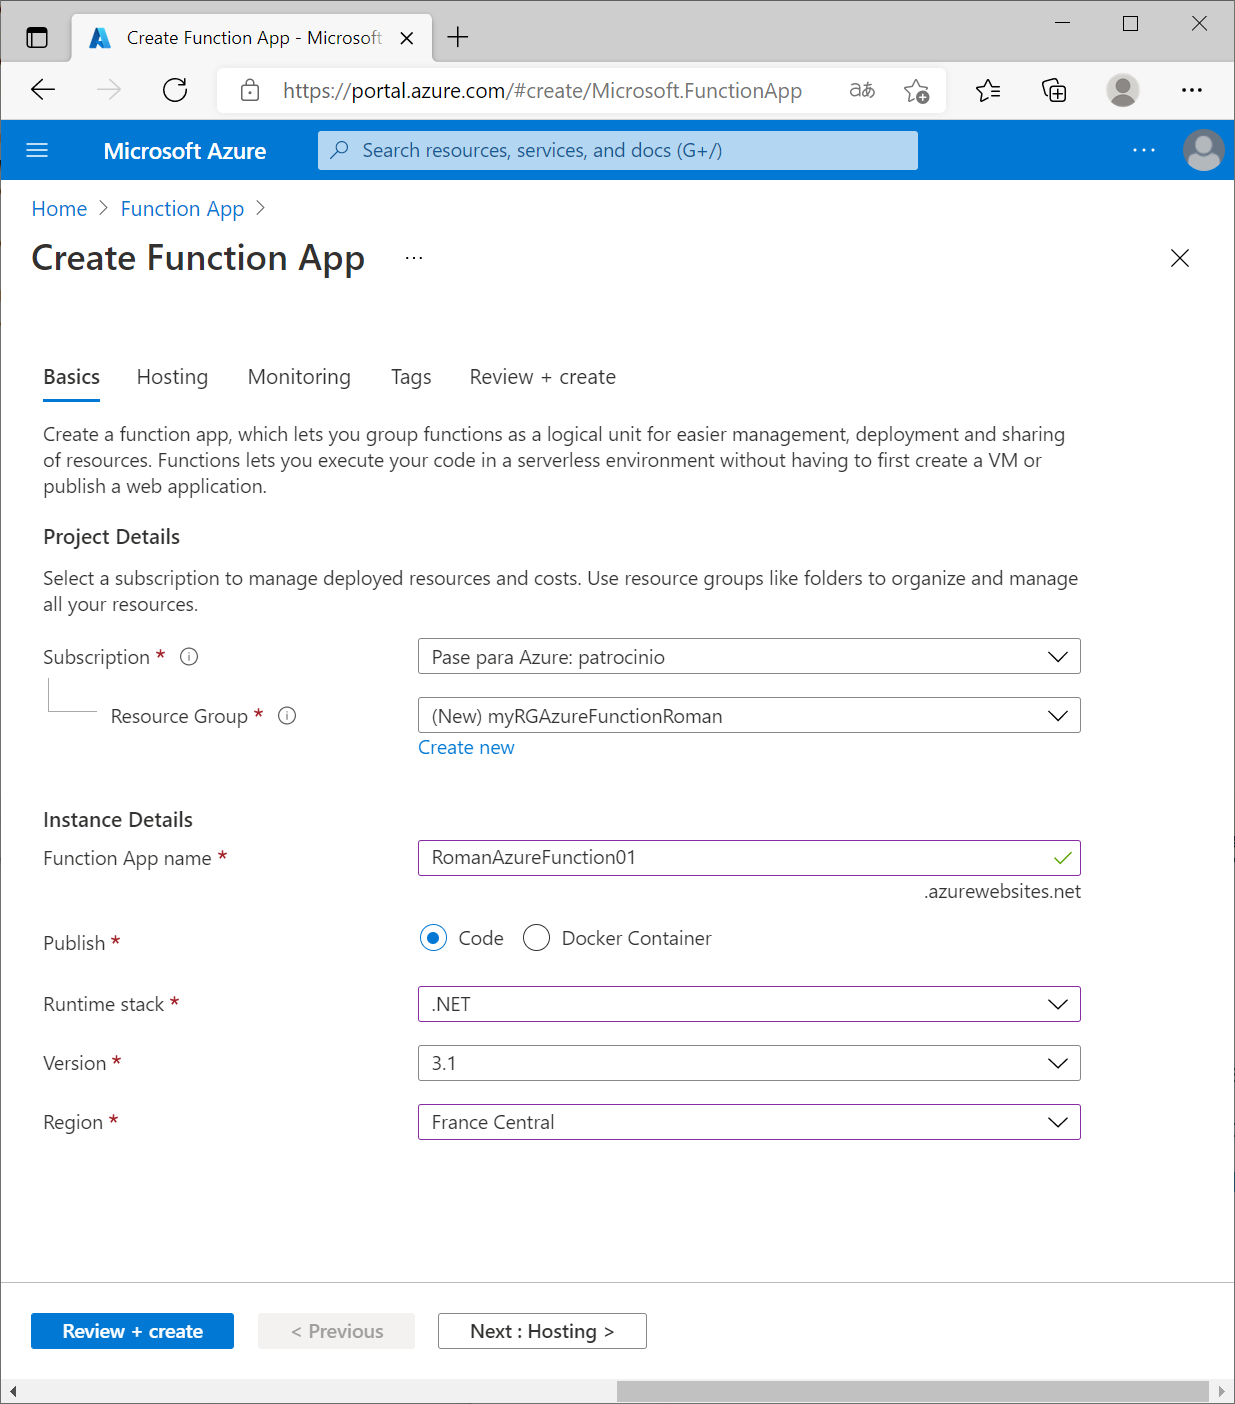 Create Function App - Microsoft
https://portal.azure.com/#create/Microsoft.FunctionApp
aあ
Microsoft Azure
Search resources, services, and docs (G+/)
Home > Function App >
Create Function App ...
Basics Hosting Monitoring Tags Review + create
Create a function app, which lets you group functions as a logical unit for easier management, deployment and sharing
of resources. Functions lets you execute your code in a serverless environment without having to first create a VM or
publish a web application.
Project Details
Select a subscription to manage deployed resources and costs. Use resource groups like folders to organize and manage
all your resources.
Subscription * Pase para Azure: patrocinio
Resource Group * (New) myRGAzureFunctionRoman
Create new
Instance Details
Function App name * RomanAzureFunction01
.azurewebsites.net
Publish * Code Docker Container
Runtime stack * .NET
Version * 3.1
Region * France Central
Review + create < Previous Next : Hosting >